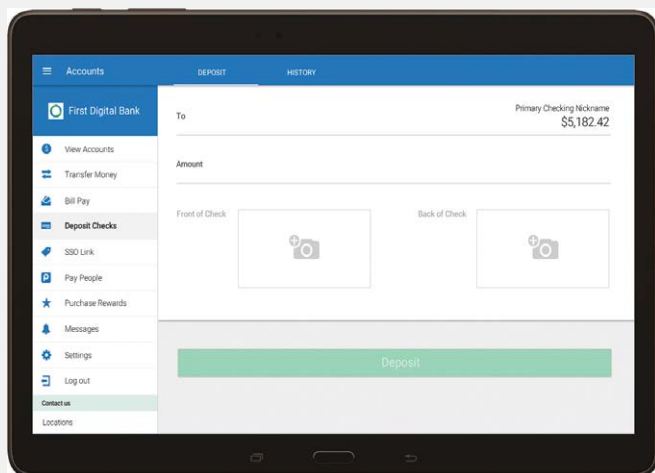 Accounts
DEPOSIT
HISTORY
First Digital Bank
To
Primary Checking Nickname
$5,182.42
View Accounts
Transfer Money
Amount
Bill Pay
Deposit Checks
Front of Check
Back of Check
SSO Link
Pay People
Purchase Rewards
Messages
Settings
Deposit
Log out
Contact us
Locations